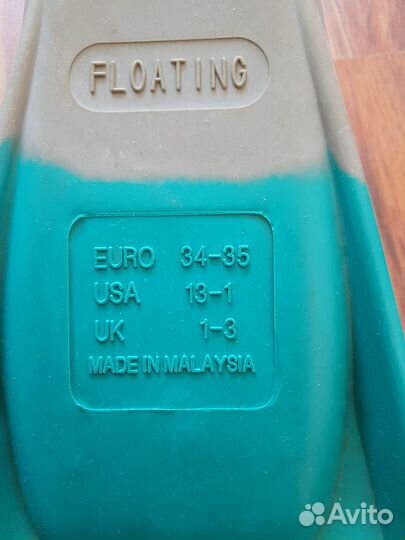 FLOATING
EURO 34-35
USA 13-1
UK 1-3
MADE IN MALAYSIA
Avito